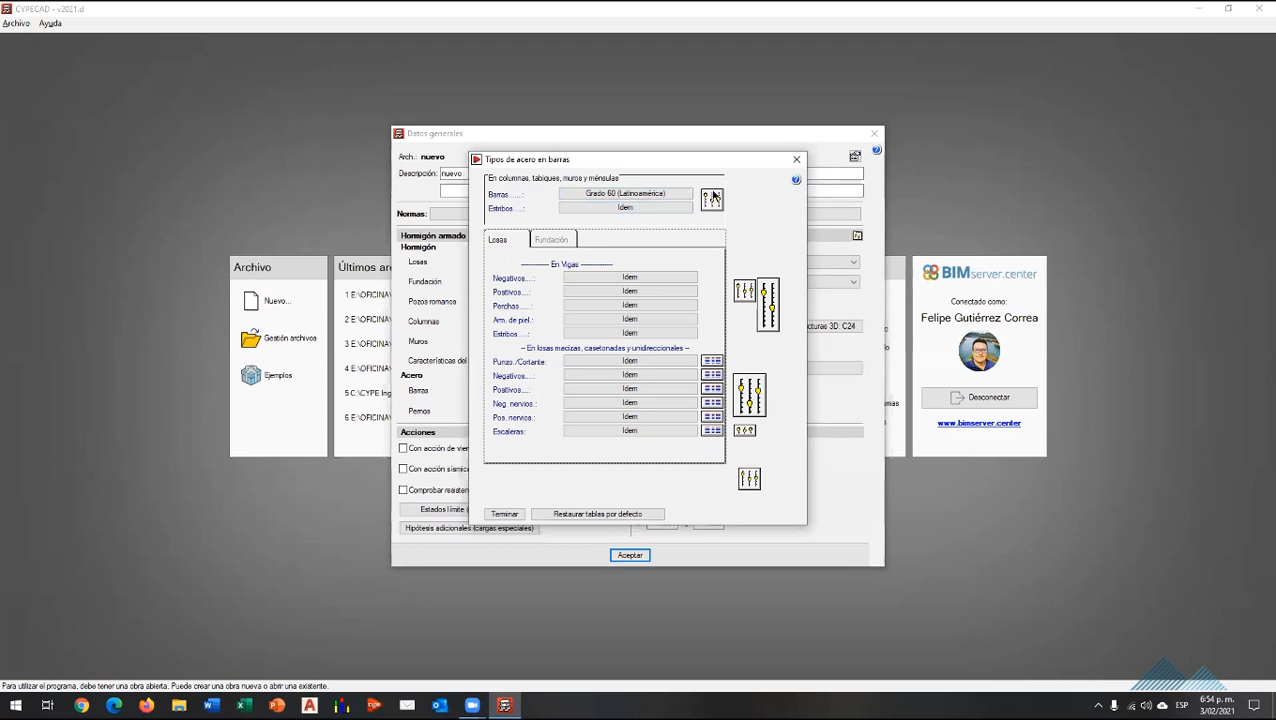 CYPECAD - v2021.d
Archivo Ayuda
Datos generales
Arch.: nuevo
Descripción: nuevo
Normas:
Hormigón armado
Hormigón
Losas
Fundación
Pozos romanos
Columnas
Muros
Características del
Acero
Barras
Pernos
Acciones
Con acción de vien
Con acción sísmica
Comprobar resisten
Estados límite (
Hipótesis adicionales (cargas especiales)
Aceptar
Tipos de acero en barras
En columnas, tabiques, muros y ménsulas
Barras......: Grado 60 (Latinoamérica)
Estribos....: Idem
Losas Fundación
En Vigas
Negativos....: Idem
Positivos....: Idem
Perchas......: Idem
Arm. de piel.: Idem
Estribos.....: Idem
-- En losas macizas, casetonadas y unidireccionales --
Punzo./Cortante: Idem
Negativos....: Idem
Positivos....: Idem
Neg. nervios.: Idem
Pos. nervios.: Idem
Escaleras: Idem
Terminar Restaurar tablas por defecto
Archivo
Nuevo...
Gestión archivos
Ejemplos
Últimos ar
1 E:\OFICINA\
2 E:\OFICINA\
3 E:\OFICINA\
4 E:\OFICINA\
5 C:\CYPE Ing
6 E:\OFICINA\
cturas 3D: C24
BIMserver.center
Conectado como:
Felipe Gutiérrez Correa
Desconectar
www.bimserver.center
Para utilizar el programa, debe tener una obra abierta. Puede crear una obra nueva o abrir una existente.
ESP
6:54 p. m.
3/02/2021